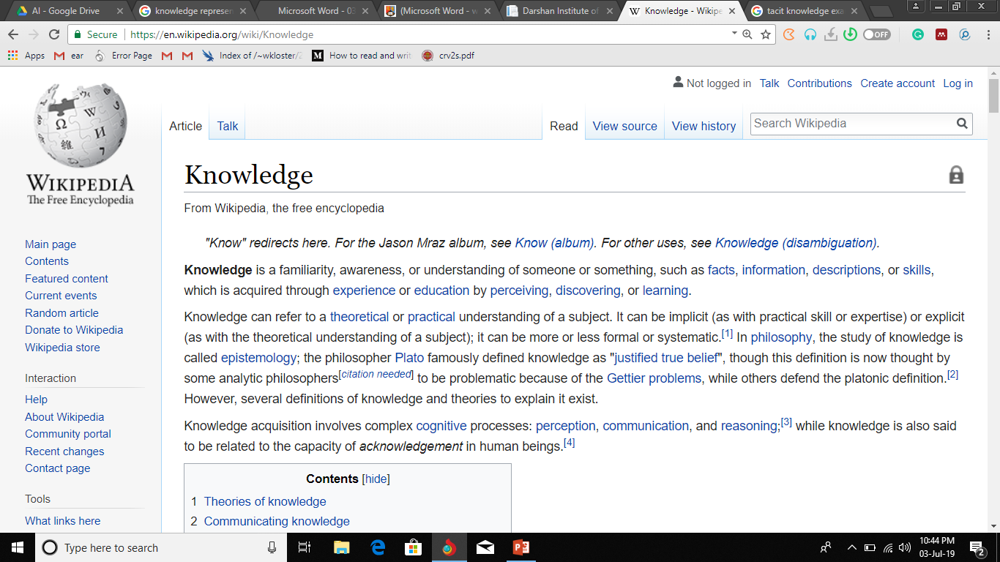 AI - Google Drive
knowledge represen
Microsoft Word - 03
(Microsoft Word - w
Darshan Institute of
Knowledge - Wikipe
tacit knowledge exa
Secure
https://en.wikipedia.org/wiki/Knowledge
OFF
Apps
ear
Error Page
Index of /~wkloster/2
How to read and writ
crv2s.pdf
Not logged in Talk Contributions Create account Log in
Article Talk
Read View source View history
Search Wikipedia
WIKIPEDIA
The Free Encyclopedia
Knowledge
From Wikipedia, the free encyclopedia
"Know" redirects here. For the Jason Mraz album, see Know (album). For other uses, see Knowledge (disambiguation).
Knowledge is a familiarity, awareness, or understanding of someone or something, such as facts, information, descriptions, or skills,
which is acquired through experience or education by perceiving, discovering, or learning.
Knowledge can refer to a theoretical or practical understanding of a subject. It can be implicit (as with practical skill or expertise) or explicit
(as with the theoretical understanding of a subject); it can be more or less formal or systematic.[1] In philosophy, the study of knowledge is
called epistemology; the philosopher Plato famously defined knowledge as "justified true belief", though this definition is now thought by
some analytic philosophers[citation needed] to be problematic because of the Gettier problems, while others defend the platonic definition.[2]
However, several definitions of knowledge and theories to explain it exist.
Knowledge acquisition involves complex cognitive processes: perception, communication, and reasoning;[3] while knowledge is also said
to be related to the capacity of acknowledgement in human beings.[4]
Contents [hide]
1 Theories of knowledge
2 Communicating knowledge
Main page
Contents
Featured content
Current events
Random article
Donate to Wikipedia
Wikipedia store
Interaction
Help
About Wikipedia
Community portal
Recent changes
Contact page
Tools
What links here
Type here to search
10:44 PM
03-Jul-19
2